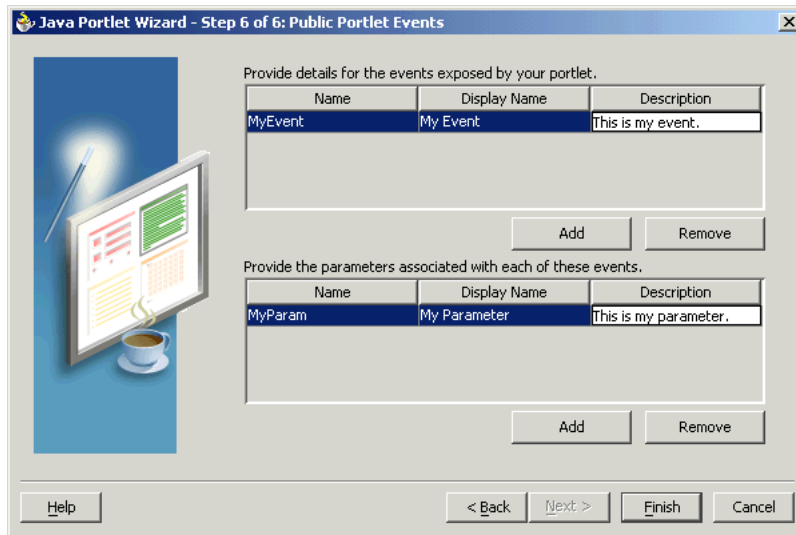 Java Portlet Wizard - Step 6 of 6: Public Portlet Events
Provide details for the events exposed by your portlet.
Name Display Name Description
MyEvent My Event This is my event.
Add Remove
Provide the parameters associated with each of these events.
Name Display Name Description
MyParam My Parameter This is my parameter.
Add Remove
Help < Back Next > Finish Cancel